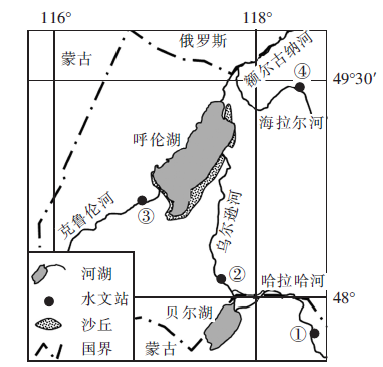 116° 118°
俄罗斯
蒙古
额尔古纳河
④
49°30′
海拉尔河
呼伦湖
克鲁伦河
③
乌尔逊河
②
哈拉哈河
48°
贝尔湖
①
蒙古
河湖
水文站
沙丘
国界